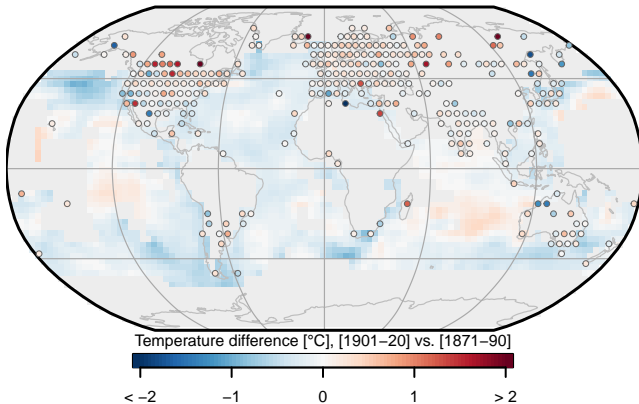 Temperature difference [°C], [1901−20] vs. [1871−90]
< −2 −1 0 1 > 2